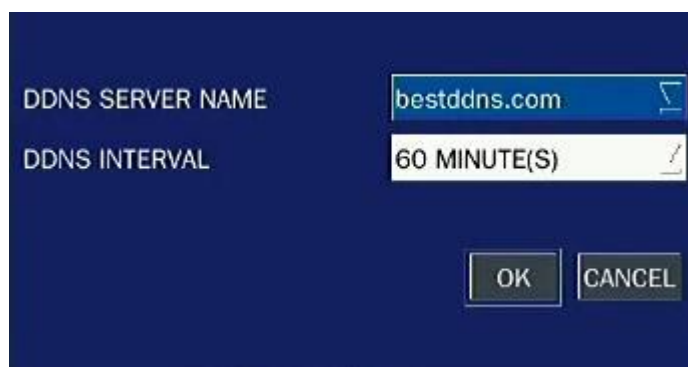 DDNS SERVER NAME bestddns.com
DDNS INTERVAL 60 MINUTE(S)
OK CANCEL